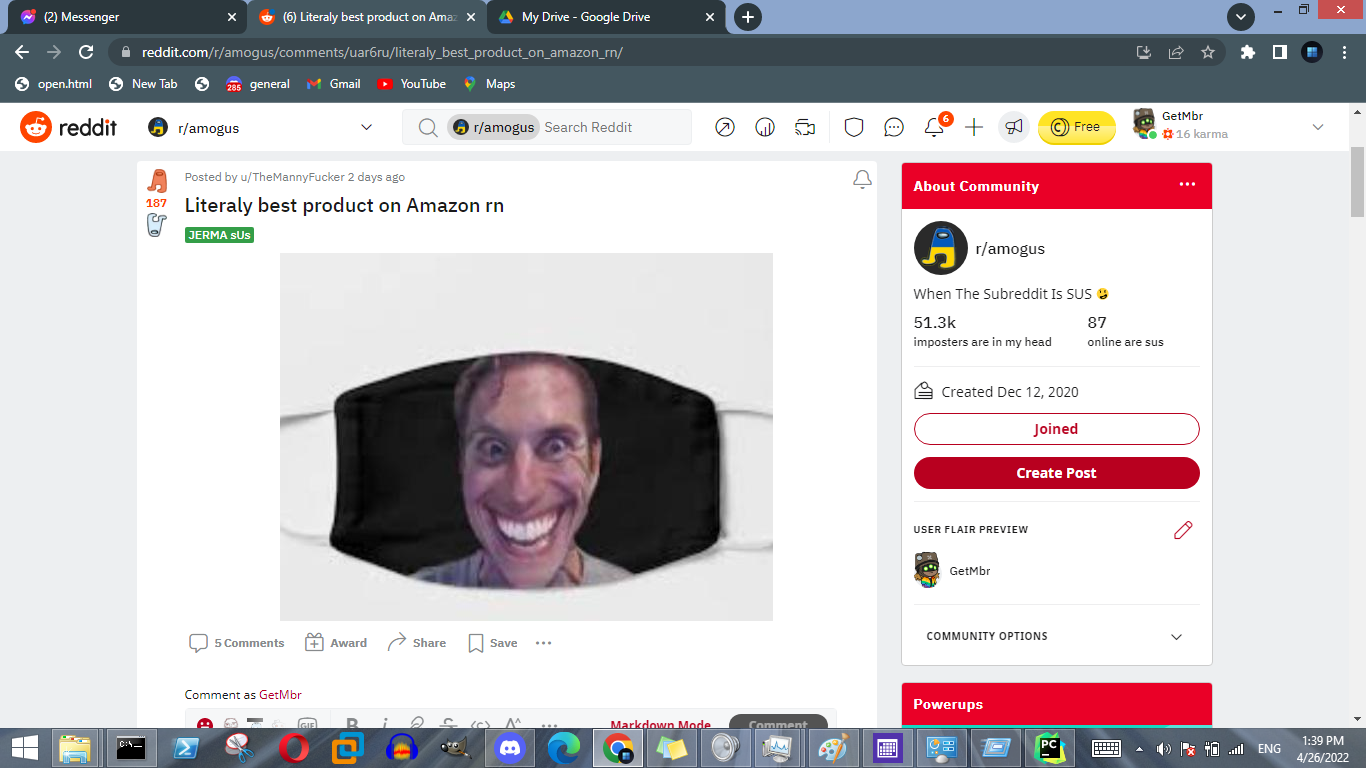 (2) Messenger
(6) Literaly best product on Amaz
My Drive - Google Drive
reddit.com/r/amogus/comments/uar6ru/literaly_best_product_on_amazon_rn/
open.html
New Tab
285
general
Gmail
YouTube
Maps
reddit
r/amogus
r/amogus
Search Reddit
6
Free
GetMbr
16 karma
Posted by u/TheMannyFucker 2 days ago
187
Literaly best product on Amazon rn
JERMA sUs
5 Comments
Award
Share
Save
Comment as GetMbr
GIF
B
i
Markdown Mode
Comment
About Community
r/amogus
When The Subreddit Is SUS
51.3k
87
imposters are in my head
online are sus
Created Dec 12, 2020
Joined
Create Post
USER FLAIR PREVIEW
GetMbr
COMMUNITY OPTIONS
Powerups
C:\_
PC
ENG
1:39 PM
4/26/2022